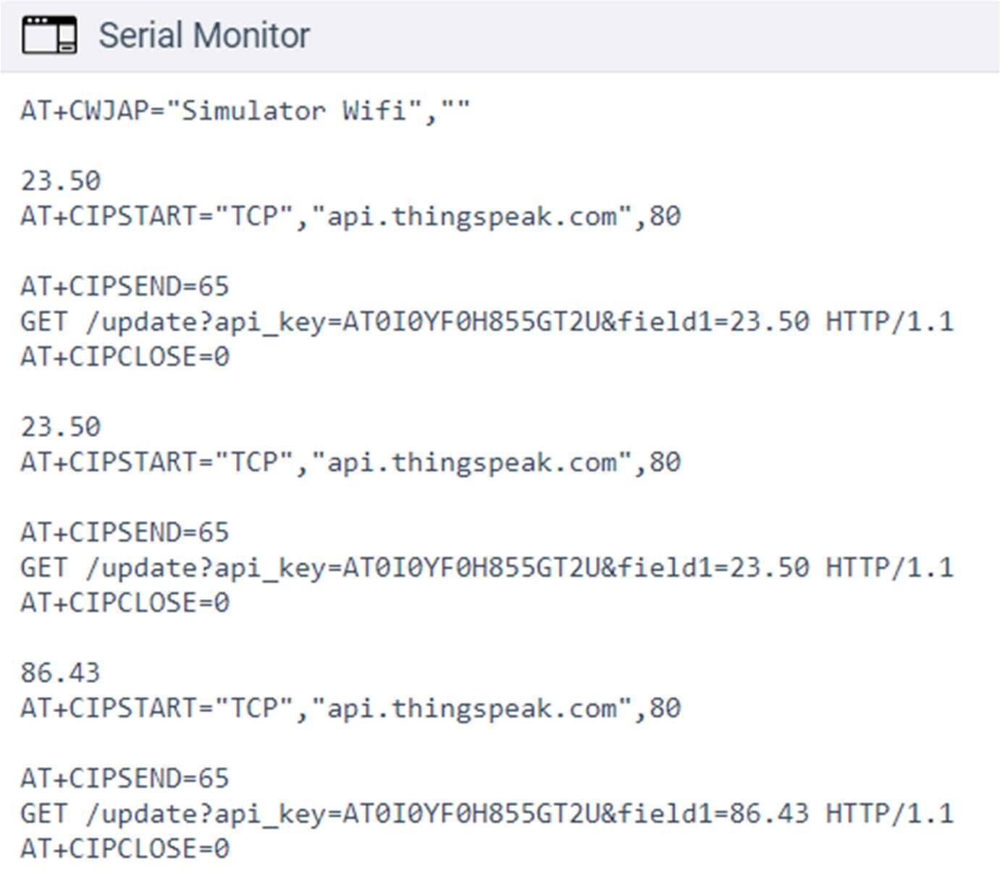 Serial Monitor
AT+CWJAP="Simulator Wifi",""
23.50
AT+CIPSTART="TCP","api.thingspeak.com",80
AT+CIPSEND=65
GET /update?api_key=AT0I0YF0H855GT2U&field1=23.50 HTTP/1.1
AT+CIPCLOSE=0
23.50
AT+CIPSTART="TCP","api.thingspeak.com",80
AT+CIPSEND=65
GET /update?api_key=AT0I0YF0H855GT2U&field1=23.50 HTTP/1.1
AT+CIPCLOSE=0
86.43
AT+CIPSTART="TCP","api.thingspeak.com",80
AT+CIPSEND=65
GET /update?api_key=AT0I0YF0H855GT2U&field1=86.43 HTTP/1.1
AT+CIPCLOSE=0